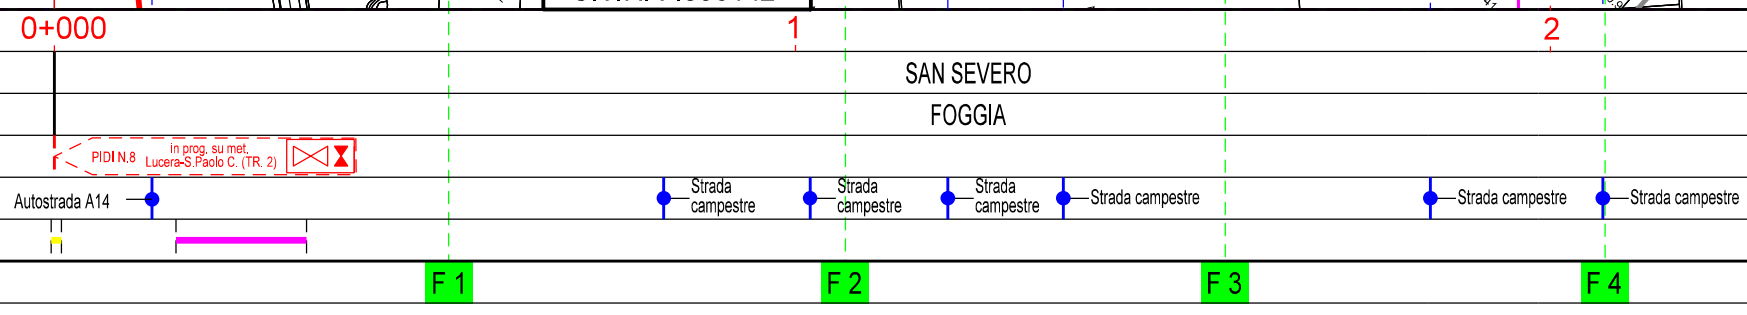 0+000 1 2
SAN SEVERO
FOGGIA
PIDI N.8 in prog. su met.
Lucera-S.Paolo C. (TR. 2)
Autostrada A14
Strada
campestre
Strada
campestre
Strada
campestre
Strada campestre
Strada campestre
Strada campestre
F 1 F 2 F 3 F 4